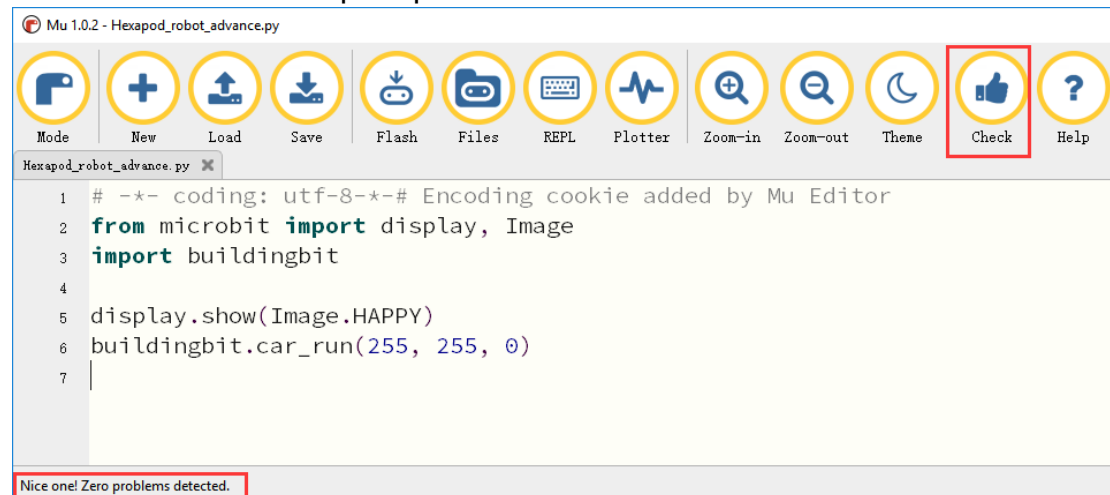 Mu 1.0.2 - Hexapod_robot_advance.py
Mode New Load Save Flash Files REPL Plotter Zoom-in Zoom-out Theme Check Help
Hexapod_robot_advance.py
1 # -*- coding: utf-8-*-# Encoding cookie added by Mu Editor
2 from microbit import display, Image
3 import buildingbit
4
5 display.show(Image.HAPPY)
6 buildingbit.car_run(255, 255, 0)
7
Nice one! Zero problems detected.